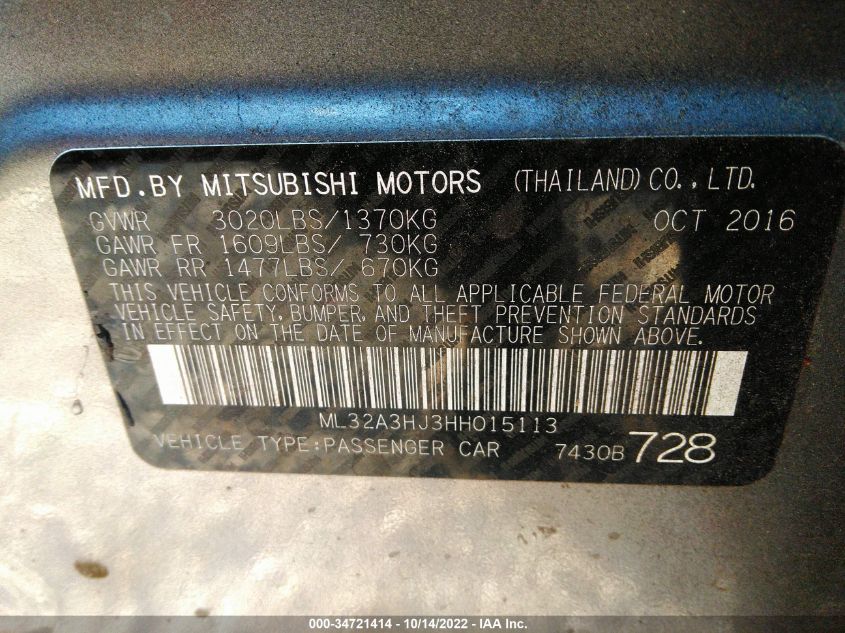 MFD.BY MITSUBISHI MOTORS (THAILAND) CO., LTD.
GVWR 3020LBS/1370KG OCT 2016
GAWR FR 1609LBS/ 730KG
GAWR RR 1477LBS/ 670KG
THIS VEHICLE CONFORMS TO ALL APPLICABLE FEDERAL MOTOR
VEHICLE SAFETY, BUMPER, AND THEFT PREVENTION STANDARDS
IN EFFECT ON THE DATE OF MANUFACTURE SHOWN ABOVE.
ML32A3HJ3HH015113
VEHICLE TYPE:PASSENGER CAR 7430B 728
000-34721414 - 10/14/2022 - IAA Inc.